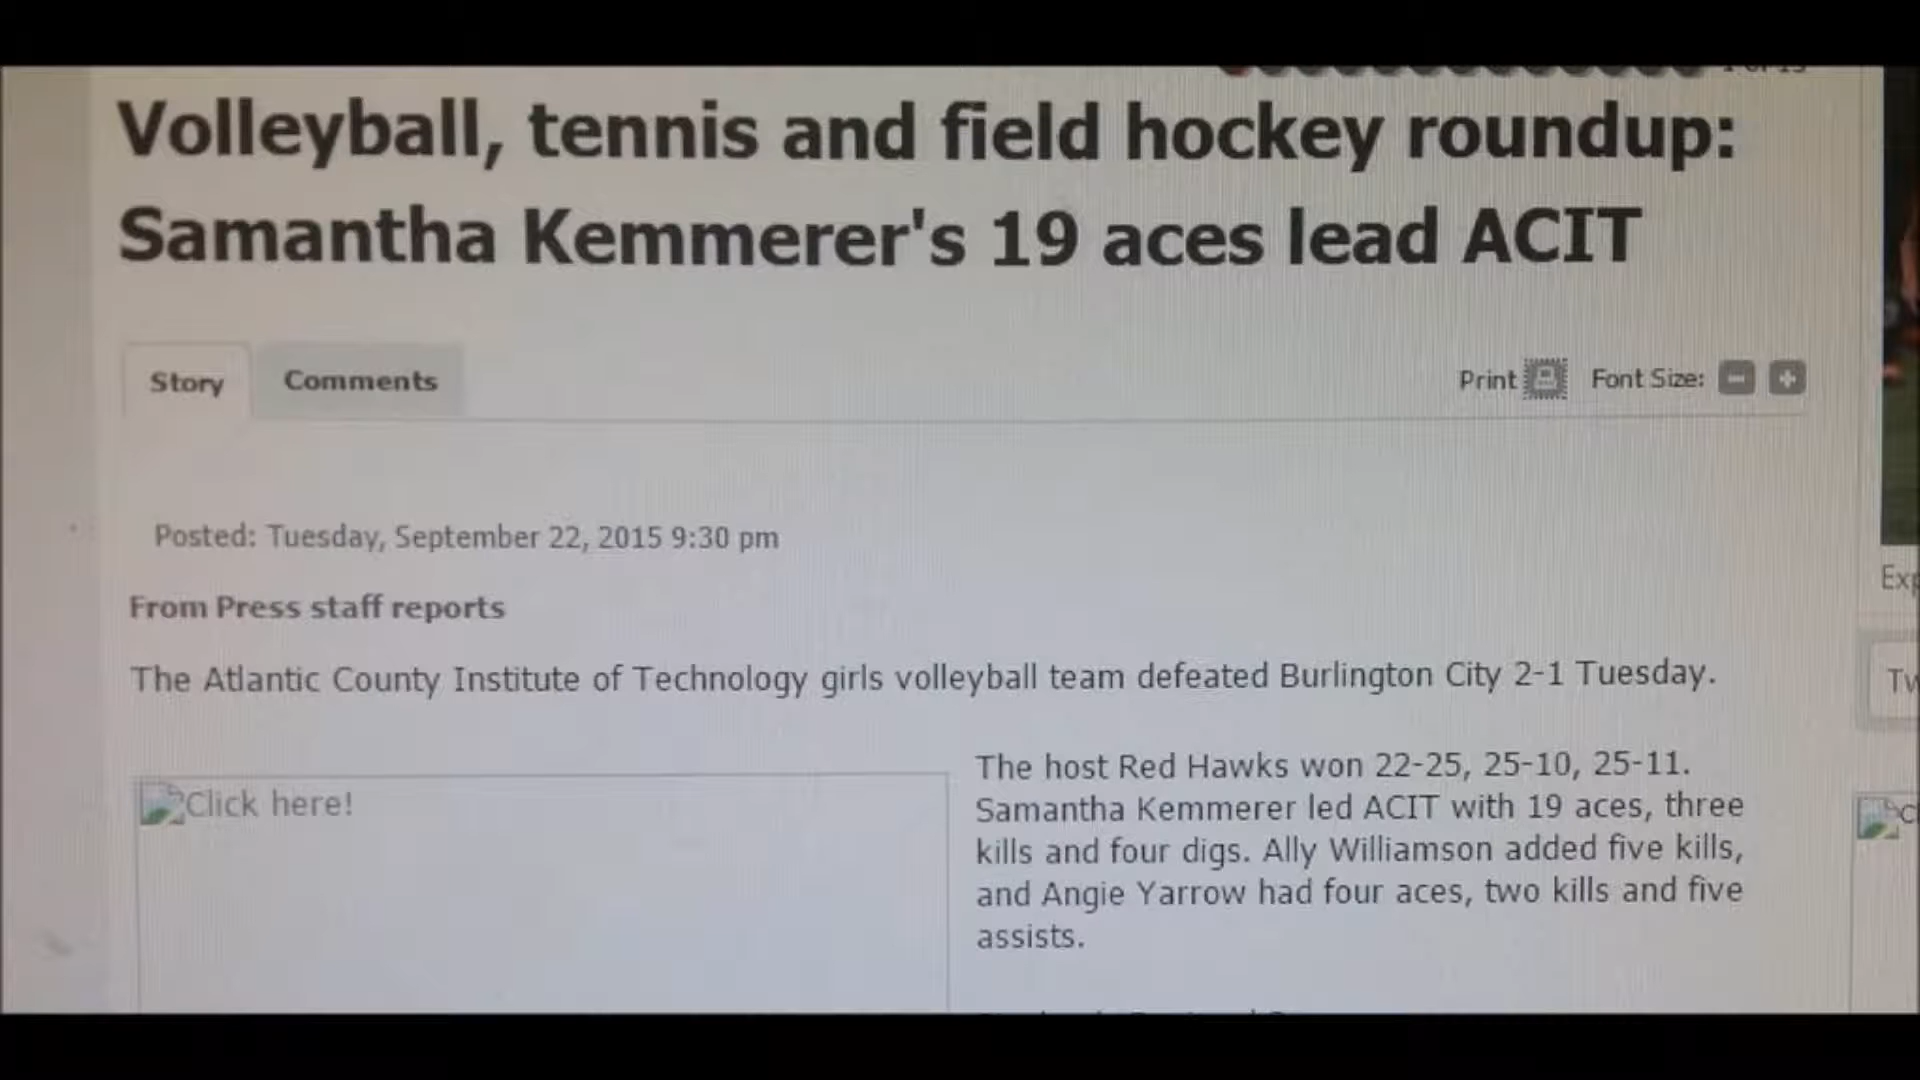 Volleyball, tennis and field hockey roundup:
Samantha Kemmerer's 19 aces lead ACIT
Story
Comments
Print
Font Size:
Posted: Tuesday, September 22, 2015 9:30 pm
From Press staff reports
The Atlantic County Institute of Technology girls volleyball team defeated Burlington City 2-1 Tuesday.
Click here!
The host Red Hawks won 22-25, 25-10, 25-11.
Samantha Kemmerer led ACIT with 19 aces, three
kills and four digs. Ally Williamson added five kills,
and Angie Yarrow had four aces, two kills and five
assists.